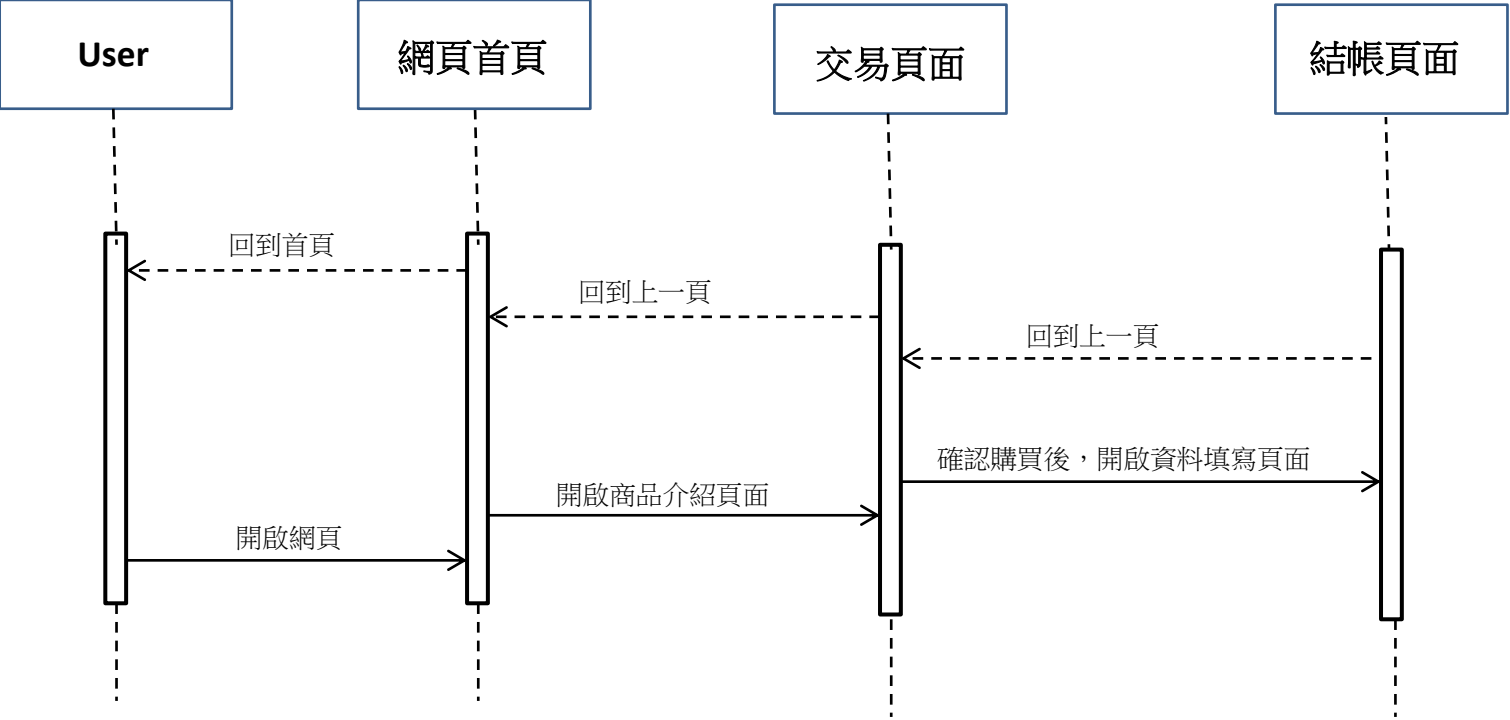 User
網頁首頁
交易頁面
結帳頁面
回到首頁
回到上一頁
回到上一頁
確認購買後，開啟資料填寫頁面
開啟商品介紹頁面
開啟網頁